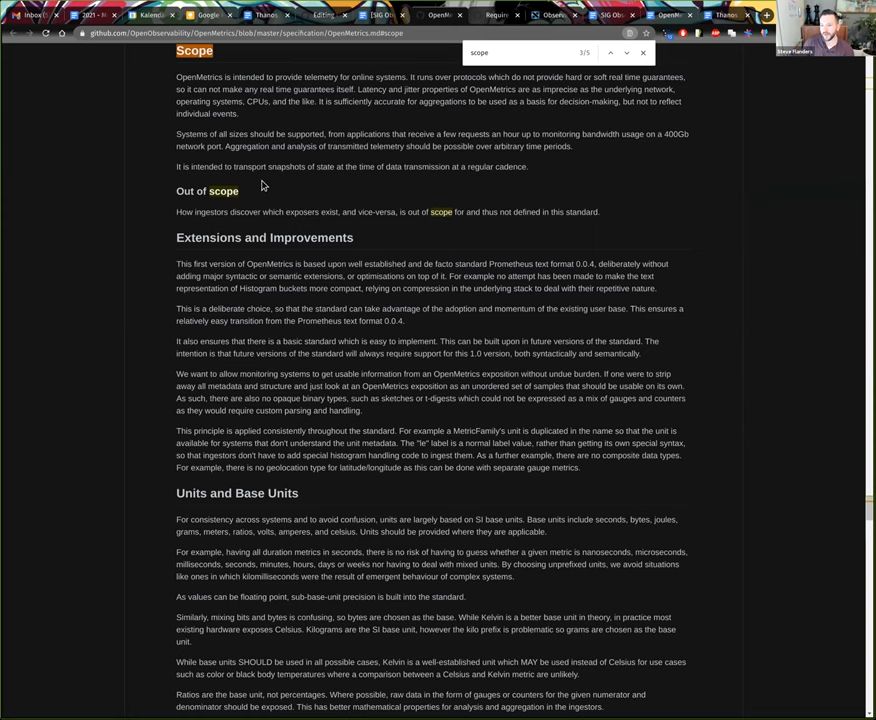 Inbox (
2021 - M
Kalenda
Google
Thanos
Editing
[SIG Ob
OpenMe
Require
Observ
[SIG Ob
OpenM
Thanos
github.com/OpenObservability/OpenMetrics/blob/master/specification/OpenMetrics.md#scope
scope
3/5
Steve Flanders
Scope
OpenMetrics is intended to provide telemetry for online systems. It runs over protocols which do not provide hard or soft real time guarantees,
so it can not make any real time guarantees itself. Latency and jitter properties of OpenMetrics are as imprecise as the underlying network,
operating systems, CPUs, and the like. It is sufficiently accurate for aggregations to be used as a basis for decision-making, but not to reflect
individual events.
Systems of all sizes should be supported, from applications that receive a few requests an hour up to monitoring bandwidth usage on a 400Gb
network port. Aggregation and analysis of transmitted telemetry should be possible over arbitrary time periods.
It is intended to transport snapshots of state at the time of data transmission at a regular cadence.
Out of scope
How ingestors discover which exposers exist, and vice-versa, is out of scope for and thus not defined in this standard.
Extensions and Improvements
This first version of OpenMetrics is based upon well established and de facto standard Prometheus text format 0.0.4, deliberately without
adding major syntactic or semantic extensions, or optimisations on top of it. For example no attempt has been made to make the text
representation of Histogram buckets more compact, relying on compression in the underlying stack to deal with their repetitive nature.
This is a deliberate choice, so that the standard can take advantage of the adoption and momentum of the existing user base. This ensures a
relatively easy transition from the Prometheus text format 0.0.4.
It also ensures that there is a basic standard which is easy to implement. This can be built upon in future versions of the standard. The
intention is that future versions of the standard will always require support for this 1.0 version, both syntactically and semantically.
We want to allow monitoring systems to get usable information from an OpenMetrics exposition without undue burden. If one were to strip
away all metadata and structure and just look at an OpenMetrics exposition as an unordered set of samples that should be usable on its own.
As such, there are also no opaque binary types, such as sketches or t-digests which could not be expressed as a mix of gauges and counters
as they would require custom parsing and handling.
This principle is applied consistently throughout the standard. For example a MetricFamily's unit is duplicated in the name so that the unit is
available for systems that don't understand the unit metadata. The "le" label is a normal label value, rather than getting its own special syntax,
so that ingestors don't have to add special histogram handling code to ingest them. As a further example, there are no composite data types.
For example, there is no geolocation type for latitude/longitude as this can be done with separate gauge metrics.
Units and Base Units
For consistency across systems and to avoid confusion, units are largely based on SI base units. Base units include seconds, bytes, joules,
grams, meters, ratios, volts, amperes, and celsius. Units should be provided where they are applicable.
For example, having all duration metrics in seconds, there is no risk of having to guess whether a given metric is nanoseconds, microseconds,
milliseconds, seconds, minutes, hours, days or weeks nor having to deal with mixed units. By choosing unprefixed units, we avoid situations
like ones in which kilomilliseconds were the result of emergent behaviour of complex systems.
As values can be floating point, sub-base-unit precision is built into the standard.
Similarly, mixing bits and bytes is confusing, so bytes are chosen as the base. While Kelvin is a better base unit in theory, in practice most
existing hardware exposes Celsius. Kilograms are the SI base unit, however the kilo prefix is problematic so grams are chosen as the base
unit.
While base units SHOULD be used in all possible cases, Kelvin is a well-established unit which MAY be used instead of Celsius for use cases
such as color or black body temperatures where a comparison between a Celsius and Kelvin metric are unlikely.
Ratios are the base unit, not percentages. Where possible, raw data in the form of gauges or counters for the given numerator and
denominator should be exposed. This has better mathematical properties for analysis and aggregation in the ingestors.